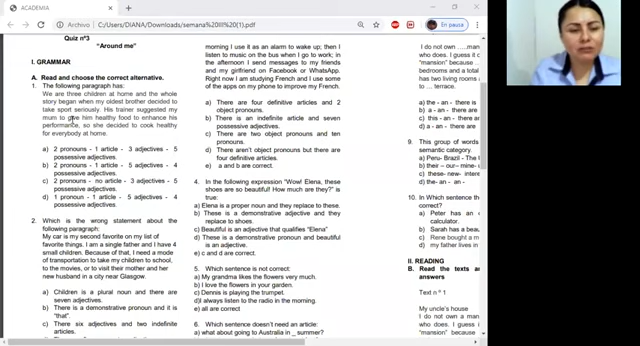 ACADEMIA
Archivo | C:/Users/DIANA/Downloads/semana%20III%20(1).pdf
En pausa
Quiz nº3
"Around me"
I. GRAMMAR
A. Read and choose the correct alternative.
1. The following paragraph has:
We are three children at home and the whole
story began when my oldest brother decided to
take sport seriously. His trainer suggested my
mum to give him healthy food to enhance his
performance, so she decided to cook healthy
for everybody at home.
a) 2 pronouns - 1 article - 3 adjectives - 5
possessive adjectives.
b) 2 pronouns - 1 article - 5 adjectives - 4
possessive adjectives.
c) 2 pronouns - no article - 3 adjectives - 5
possessive adjectives.
d) 1 pronoun - 1 article - 5 adjectives - 4
possessive adjectives.
2. Which is the wrong statement about the
following paragraph:
My car is my second favorite on my list of
favorite things. I am a single father and I have 4
small children. Because of that, I need a mode
of transportation to take my children to school,
to the movies, or to visit their mother and her
new husband in a city near Glasgow.
a) Children is a plural noun and there are
seven adjectives.
b) There is a demonstrative pronoun and it is
"that".
c) There six adjectives and two indefinite
articles.
morning I use it as an alarm to wake up; then I
listen to music on the bus when I go to work; in
the afternoon I send messages to my friends
and my girlfriend on Facebook or WhatsApp.
Right now I am studying French and I use some
of the apps on my phone to improve my French.
a) There are four definitive articles and 2
object pronouns.
b) There is an indefinite article and seven
possessive adjectives.
c) There are two object pronouns and ten
pronouns.
d) There aren't object pronouns but there are
four definitive articles.
e) a and b are correct.
4. In the following expression "Wow! Elena, these
shoes are so beautiful! How much are they?" is
true:
a) Elena is a proper noun and they replace to these.
b) These is a demonstrative adjective and they
replace to shoes.
c) Beautiful is an adjective that qualifies "Elena"
d) These is a demonstrative pronoun and beautiful
is an adjective.
e) c and d are correct.
5. Which sentence is not correct:
a) My grandma likes the flowers very much.
b) I love the flowers in your garden.
c) Dennis is playing the trumpet.
d) I always listen to the radio in the morning.
e) all are correct
6. Which sentence doesn't need an article:
a) what about going to Australia in _ summer?
I do not own .....man
who does. I guess it
"mansion" because ..
bedrooms and a total
has two living rooms
to … terrace.
a) the - an - there is
b) a - an - there are
c) this - an - there are
d) a - an - there are
9. This group of words
semantic category.
a) Peru- Brazil - The
b) their – our– mine-
c) these- new- intere
d) the- an - an -
10. In Which sentence th
correct?
a) Peter has an
calculator.
b) Sarah has a bea
c) Rene bought a m
d) my father lives in
II. READING
B. Read the texts a
answers
Text n º 1
My uncle's house
I do not own a man
who does. I guess i
"mansion" because